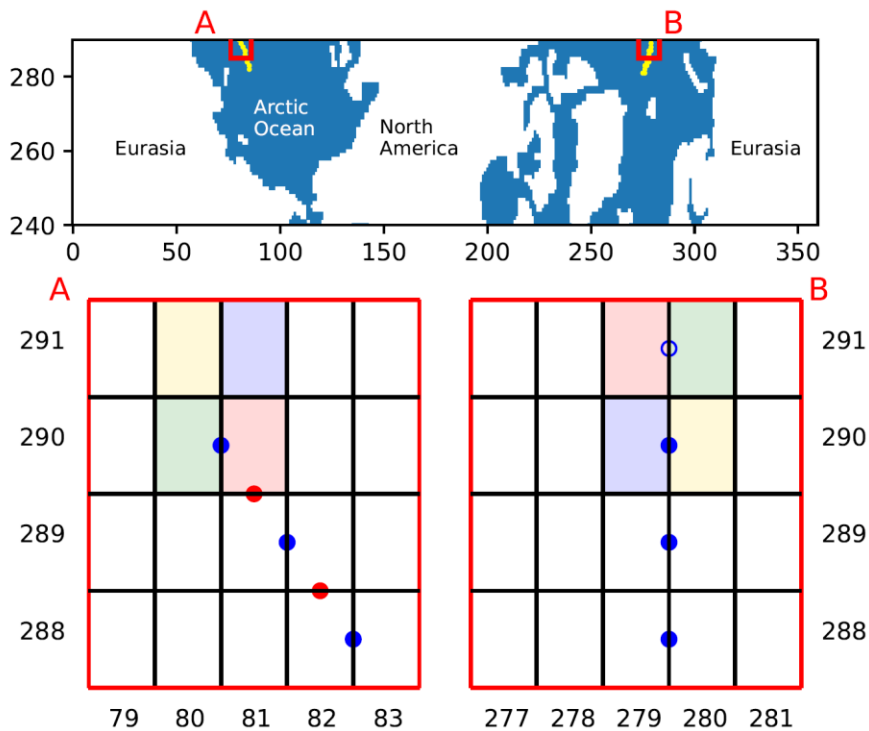 A B
280
260
240
Eurasia
Arctic
Ocean
North
America
Eurasia
0 50 100 150 200 250 300 350
A B
291 291
290 290
289 289
288 288
79 80 81 82 83 277 278 279 280 281